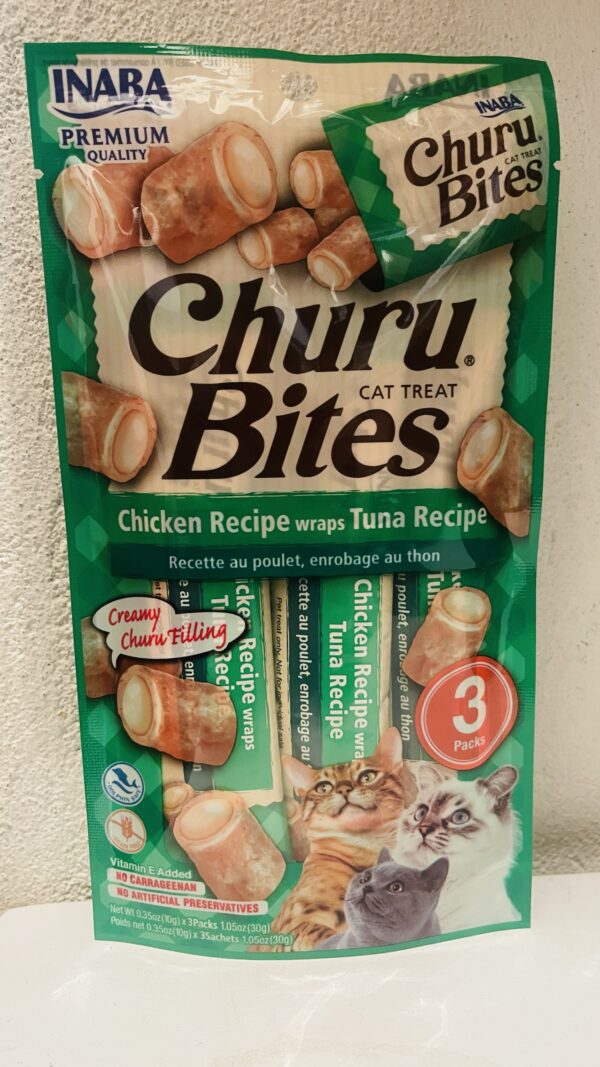 INABA
PREMIUM
QUALITY
INABA
Churu
CAT TREAT
Bites
Churu®
CAT TREAT
Bites
Chicken Recipe wraps Tuna Recipe
Recette au poulet, enrobage au thon
Creamy
Churu Filling
Chicken Recipe
Tuna Recipe
3
Packs
Vitamin E Added
NO CARRAGEENAN
NO ARTIFICIAL PRESERVATIVES
Net Wt 0.35oz(10g) x 3Packs 1.05oz(30g)
Poids net 0.35oz(10g) x 3Sachets 1.05oz(30g)